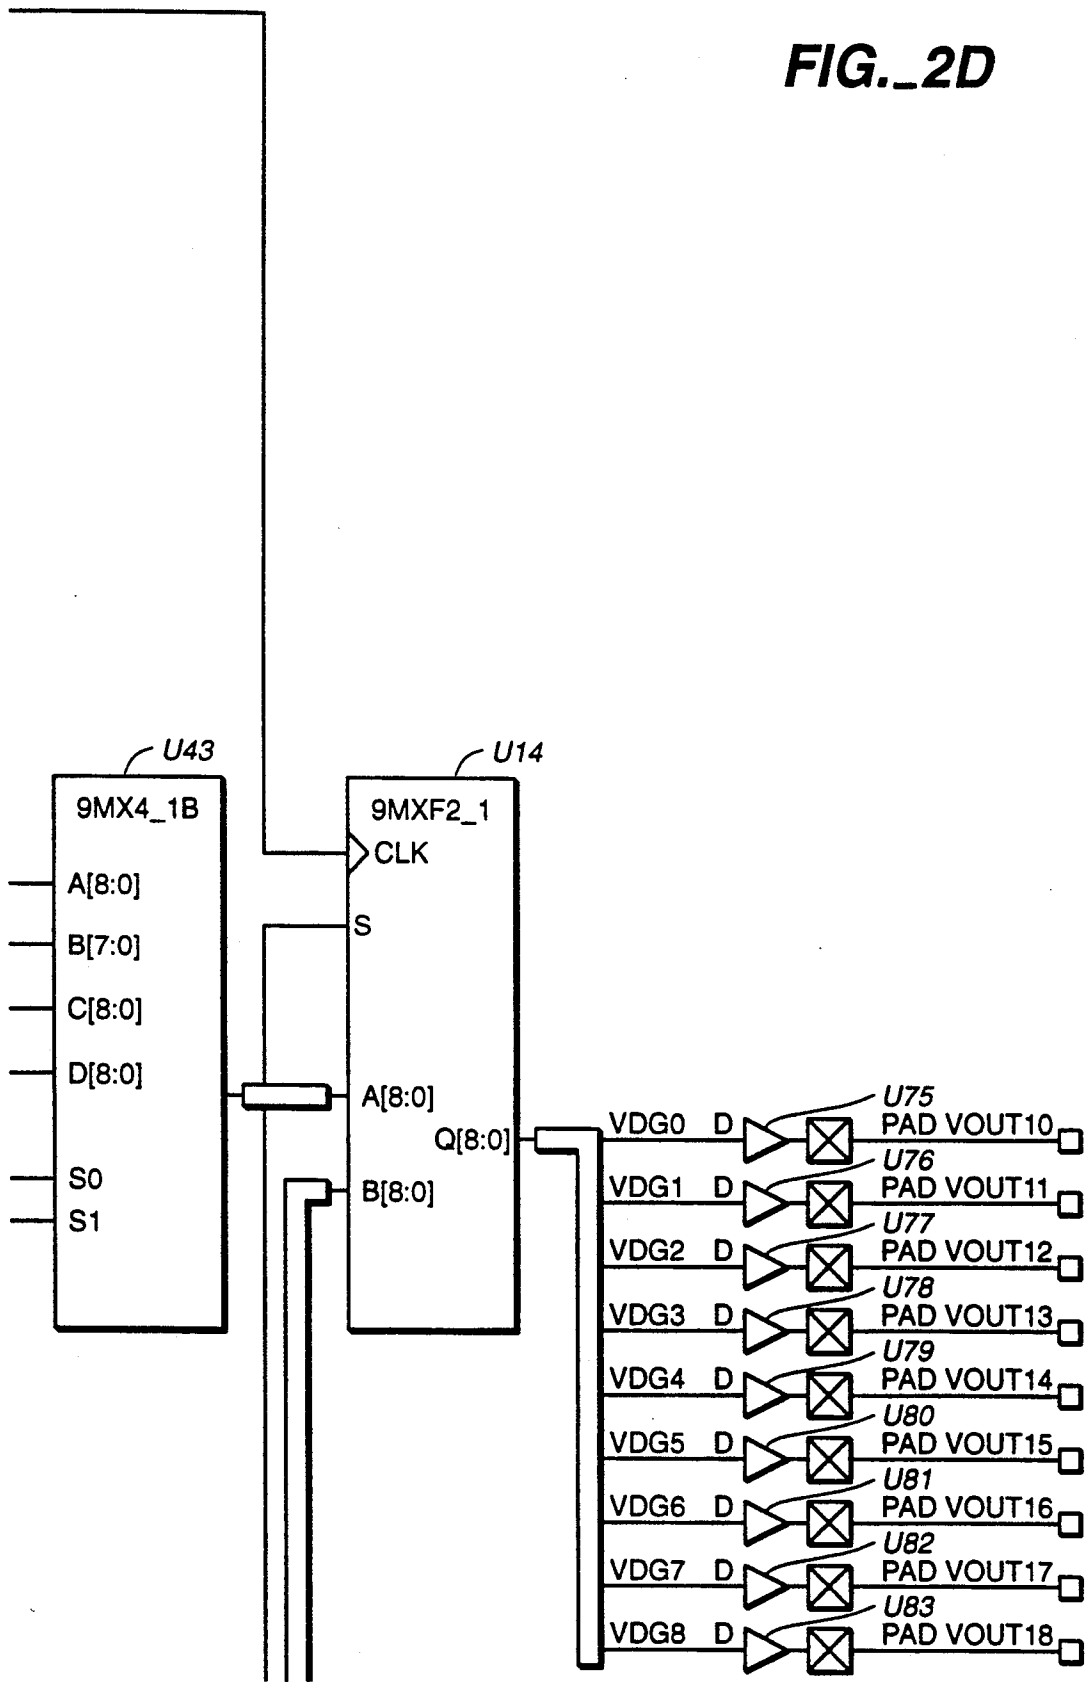 FIG._2D
U43
U14
9MX4_1B
9MXF2_1
CLK
A[8:0]
S
B[7:0]
C[8:0]
D[8:0]
A[8:0]
Q[8:0]
S0
B[8:0]
S1
U75
VDG0 D PAD VOUT10
U76
VDG1 D PAD VOUT11
U77
VDG2 D PAD VOUT12
U78
VDG3 D PAD VOUT13
U79
VDG4 D PAD VOUT14
U80
VDG5 D PAD VOUT15
U81
VDG6 D PAD VOUT16
U82
VDG7 D PAD VOUT17
U83
VDG8 D PAD VOUT18